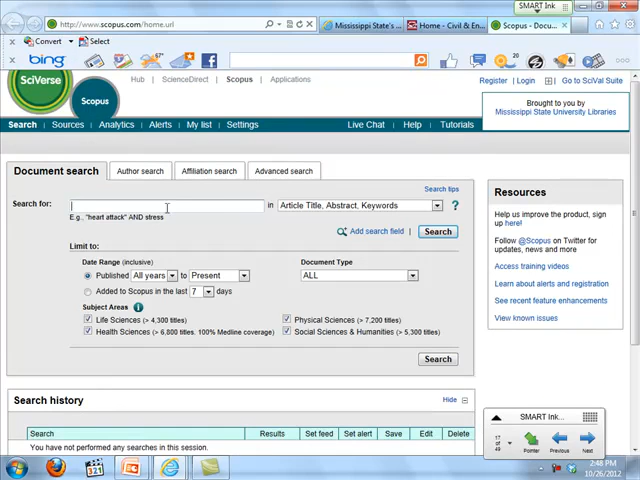 SMART Ink
http://www.scopus.com/home.url
Mississippi State's ...
Home - Civil & En...
Scopus - Docu...
Convert
Select
bing
Hub
ScienceDirect
Scopus
Applications
Register
Login
Go to SciVal Suite
SciVerse
Scopus
Brought to you by
Mississippi State University Libraries
Search
Sources
Analytics
Alerts
My list
Settings
Live Chat
Help
Tutorials
Document search
Author search
Affiliation search
Advanced search
Search tips
Search for:
in
Article Title, Abstract, Keywords
?
E.g., "heart attack" AND stress
Add search field
Search
Limit to:
Date Range (inclusive)
Document Type
Published
All years
to
Present
ALL
Added to Scopus in the last
7
days
Subject Areas
i
Life Sciences (> 4,300 titles)
Physical Sciences (> 7,200 titles)
Health Sciences (> 6,800 titles. 100% Medline coverage)
Social Sciences & Humanities (> 5,300 titles)
Search
Resources
Help improve the product, sign
up here!
Follow @Scopus on Twitter for
updates, news and more
Access training videos
Learn about alerts and registration
See recent feature enhancements
View known issues
Search history
Hide
Search
Results
Set feed
Set alert
Save
Edit
Delete
You have not performed any searches in this session.
SMART Ink...
17
of
49
Pointer
Previous
Next
321
2:48 PM
10/26/2012